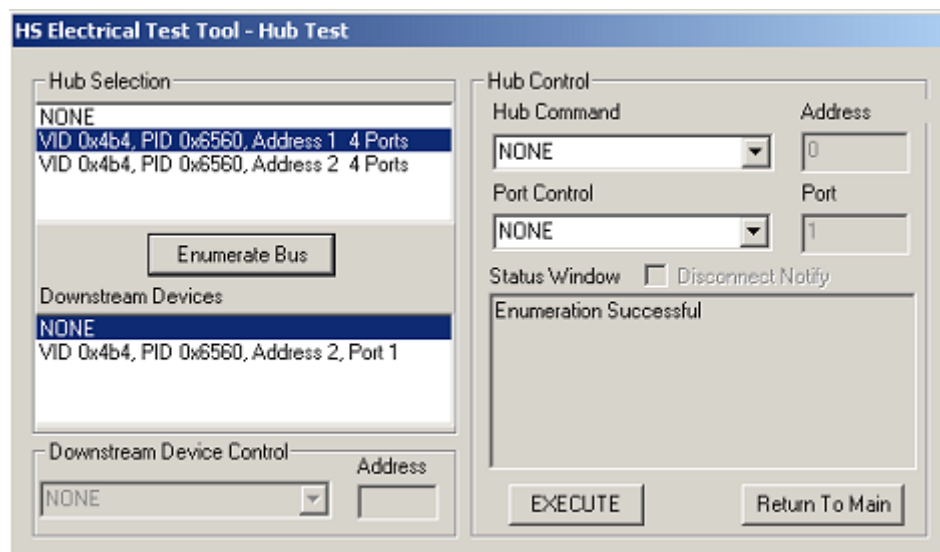 HS Electrical Test Tool - Hub Test
Hub Selection
NONE
VID 0x4b4, PID 0x6560, Address 1 4 Ports
VID 0x4b4, PID 0x6560, Address 2 4 Ports
Enumerate Bus
Downstream Devices
NONE
VID 0x4b4, PID 0x6560, Address 2, Port 1
Downstream Device Control
Address
NONE
Hub Control
Hub Command
Address
NONE
0
Port Control
Port
NONE
1
Status Window
Disconnect Notify
Enumeration Successful
EXECUTE
Return To Main